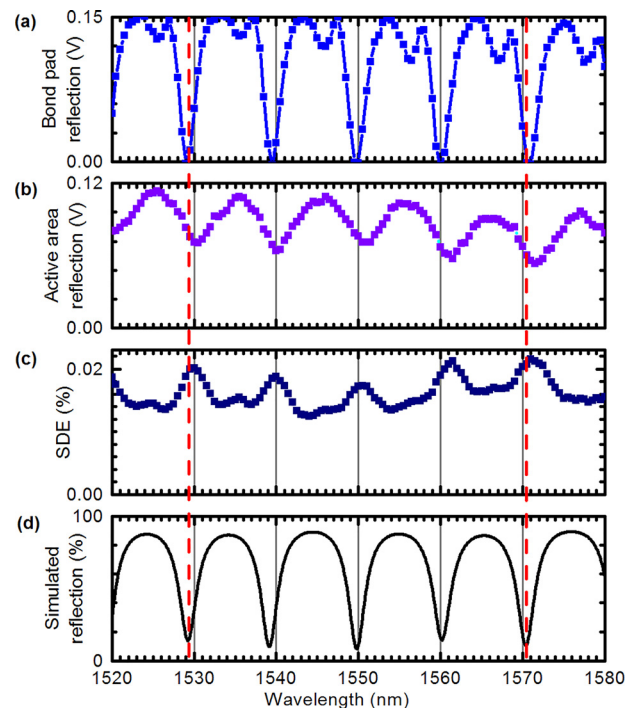 (a)
Bond pad
reflection (V)
0.15
0.00
(b)
Active area
reflection (V)
0.12
0.00
(c)
SDE (%)
0.02
0.00
(d)
Simulated
reflection (%)
100
0
1520 1530 1540 1550 1560 1570 1580
Wavelength (nm)